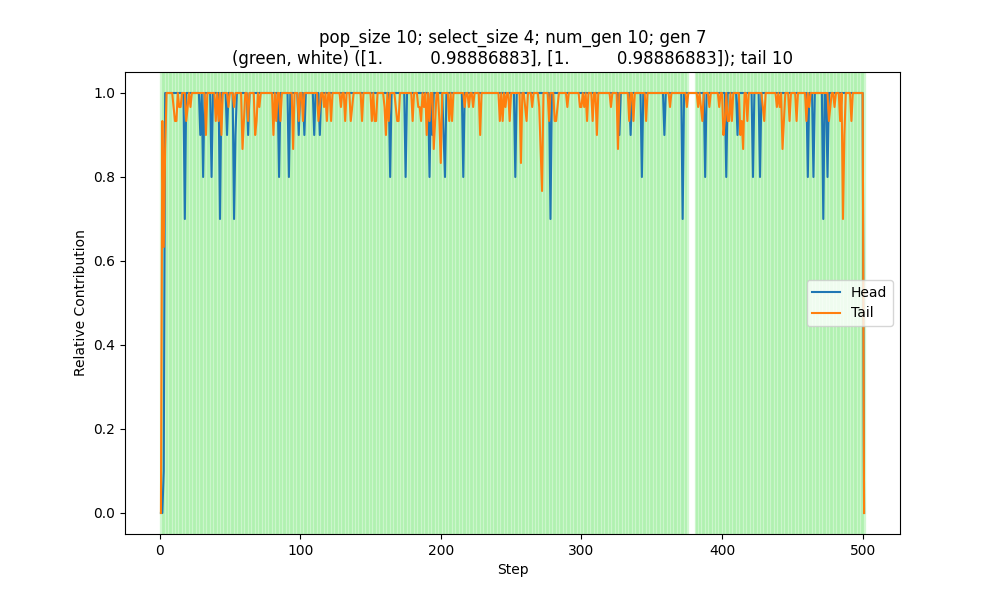 pop_size 10; select_size 4; num_gen 10; gen 7
(green, white) ([1.         0.98886883], [1.         0.98886883]); tail 10
1.0
0.8
0.6
0.4
0.2
0.0
Relative Contribution
Head
Tail
0
100
200
300
400
500
Step